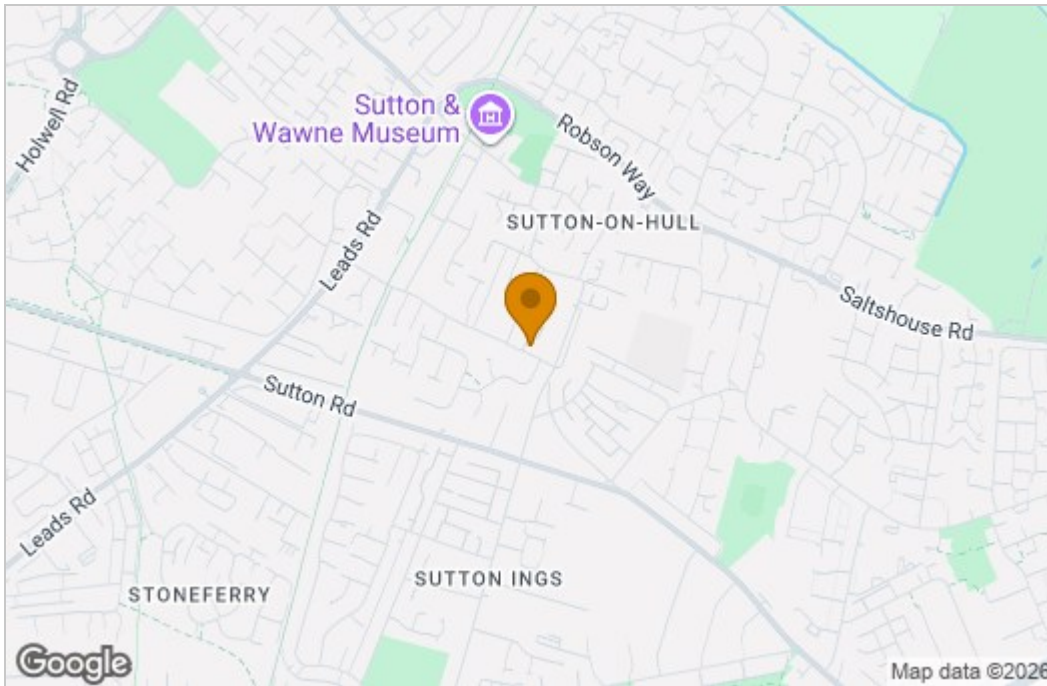 Sutton &
Wawne Museum
Holwell Rd
Robson Way
SUTTON-ON-HULL
Leads Rd
Saltshouse Rd
Sutton Rd
Leads Rd
SUTTON INGS
STONEFERRY
Google
Map data ©2026